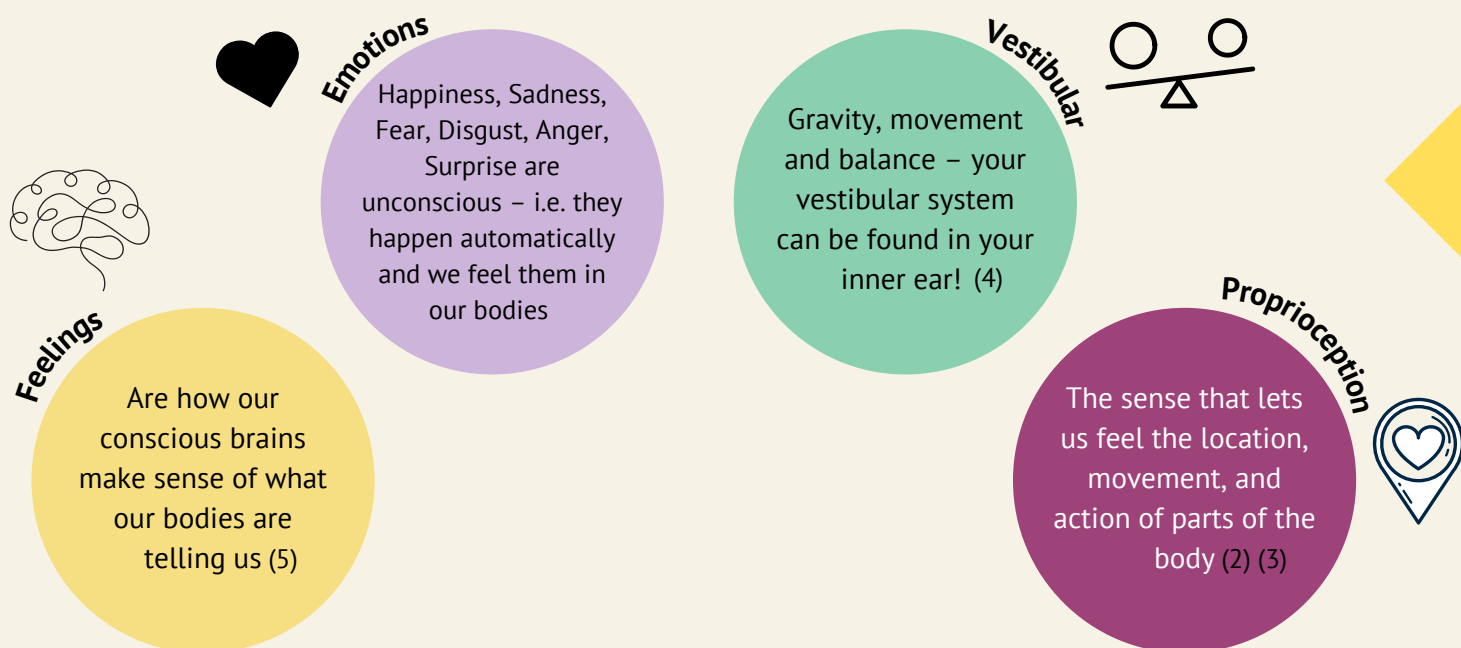 Emotions
Happiness, Sadness,
Fear, Disgust, Anger,
Surprise are
unconscious – i.e. they
happen automatically
and we feel them in
our bodies
Vestibular
Gravity, movement
and balance – your
vestibular system
can be found in your
inner ear! (4)
Feelings
Are how our
conscious brains
make sense of what
our bodies are
telling us (5)
Proprioception
The sense that lets
us feel the location,
movement, and
action of parts of the
body (2) (3)